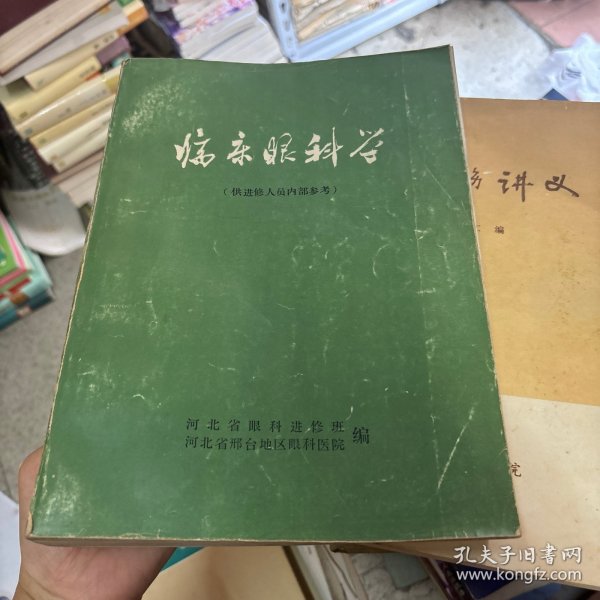 临床眼科学
（供进修人员内部参考）
河北省眼科进修班
河北省邢台地区眼科医院
编
讲义
编
院
孔夫子旧书网
www.kongfz.com